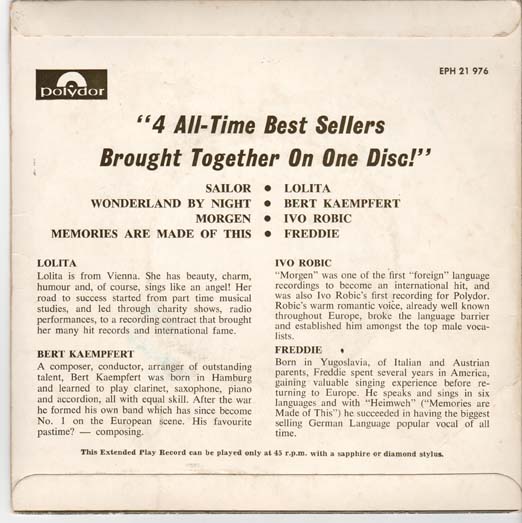 polydor
EPH 21 976
"4 All-Time Best Sellers
Brought Together On One Disc!"
SAILOR ● LOLITA
WONDERLAND BY NIGHT ● BERT KAEMPFERT
MORGEN ● IVO ROBIC
MEMORIES ARE MADE OF THIS ● FREDDIE
LOLITA
Lolita is from Vienna. She has beauty, charm,
humour and, of course, sings like an angel! Her
road to success started from part time musical
studies, and led through charity shows, radio
performances, to a recording contract that brought
her many hit records and international fame.
BERT KAEMPFERT
A composer, conductor, arranger of outstanding
talent, Bert Kaempfert was born in Hamburg
and learned to play clarinet, saxophone, piano
and accordion, all with equal skill. After the war
he formed his own band which has since become
No. 1 on the European scene. His favourite
pastime? — composing.
IVO ROBIC
"Morgen" was one of the first "foreign" language
recordings to become an international hit, and
was also Ivo Robic's first recording for Polydor.
Robic's warm romantic voice, already well known
throughout Europe, broke the language barrier
and established him amongst the top male voca-
lists.
FREDDIE
Born in Yugoslavia, of Italian and Austrian
parents, Freddie spent several years in America,
gaining valuable singing experience before re-
turning to Europe. He speaks and sings in six
languages and with "Heimweh" ("Memories are
Made of This") he succeeded in having the biggest
selling German Language popular vocal of all
time.
This Extended Play Record can be played only at 45 r.p.m. with a sapphire or diamond stylus.